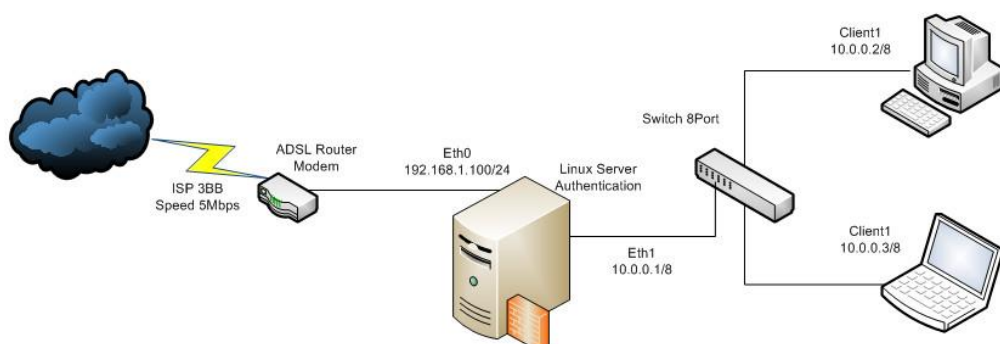 ISP 3BB
Speed 5Mbps
ADSL Router
Modem
Eth0
192.168.1.100/24
Linux Server
Authentication
Eth1
10.0.0.1/8
Switch 8Port
Client1
10.0.0.2/8
Client1
10.0.0.3/8